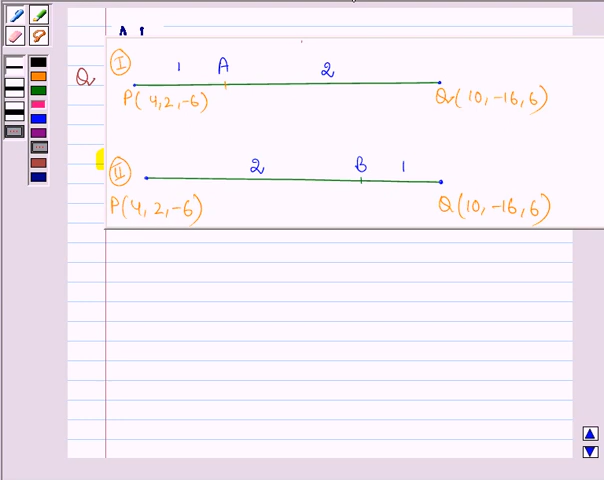 Q
I 1 A 2
P(4,2,-6) Q(10,-16,6)
II 2 B 1
P(4,2,-6) Q(10,-16,6)